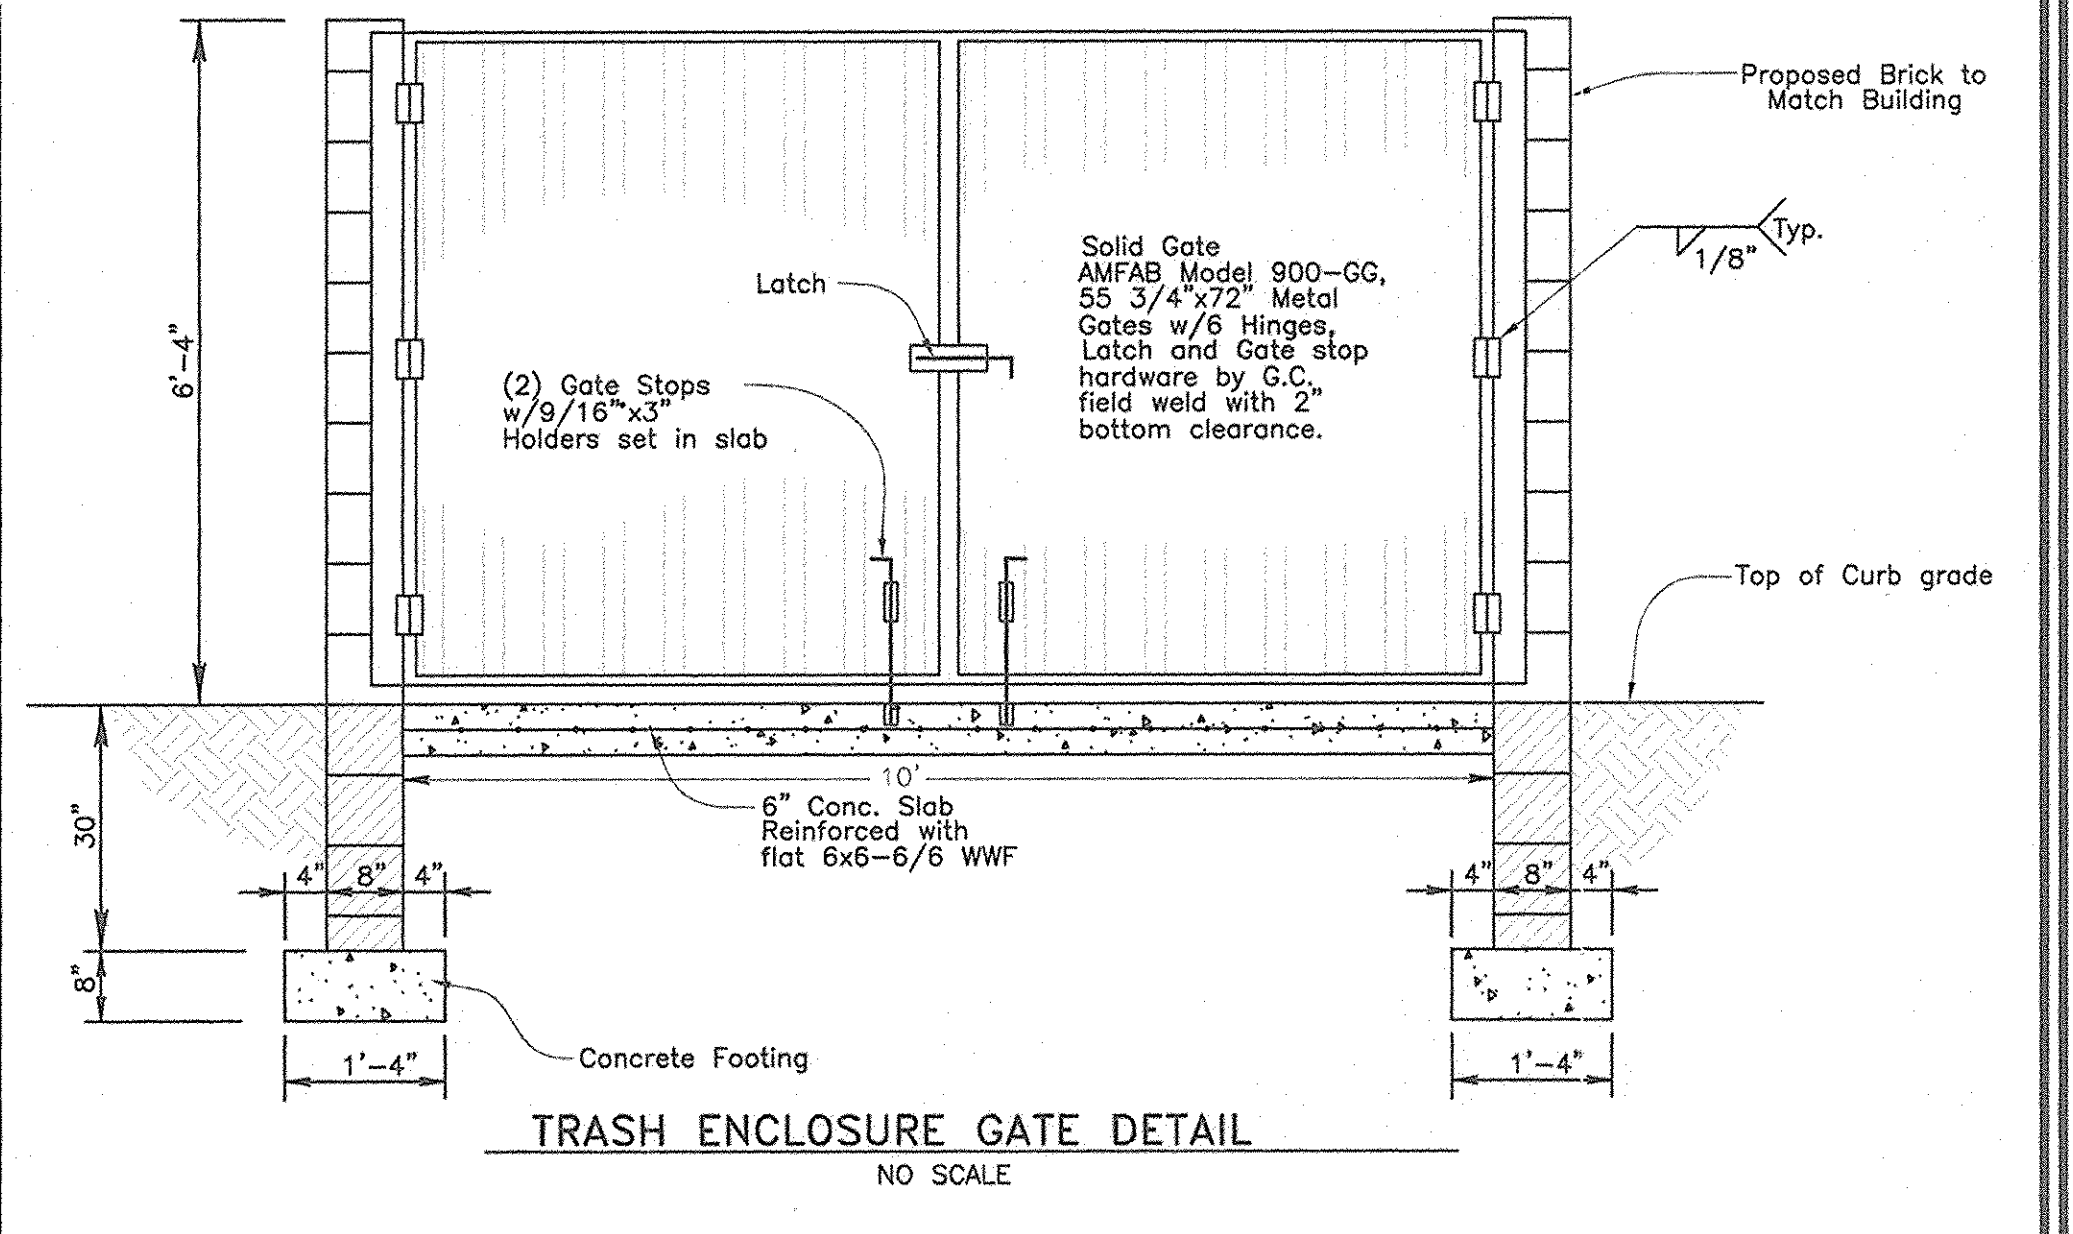 Proposed Brick to
Match Building
Typ.
1/8"
Solid Gate
AMFAB Model 900-GG,
55 3/4"x72" Metal
Gates w/6 Hinges,
Latch and Gate stop
hardware by G.C.
field weld with 2"
bottom clearance.
Latch
6'-4"
(2) Gate Stops
w/9/16"x3"
Holders set in slab
Top of Curb grade
10'
6" Conc. Slab
Reinforced with
flat 6x6-6/6 WWF
30"
4" 8" 4"
4" 8" 4"
8"
Concrete Footing
1'-4"
1'-4"
TRASH ENCLOSURE GATE DETAIL
NO SCALE